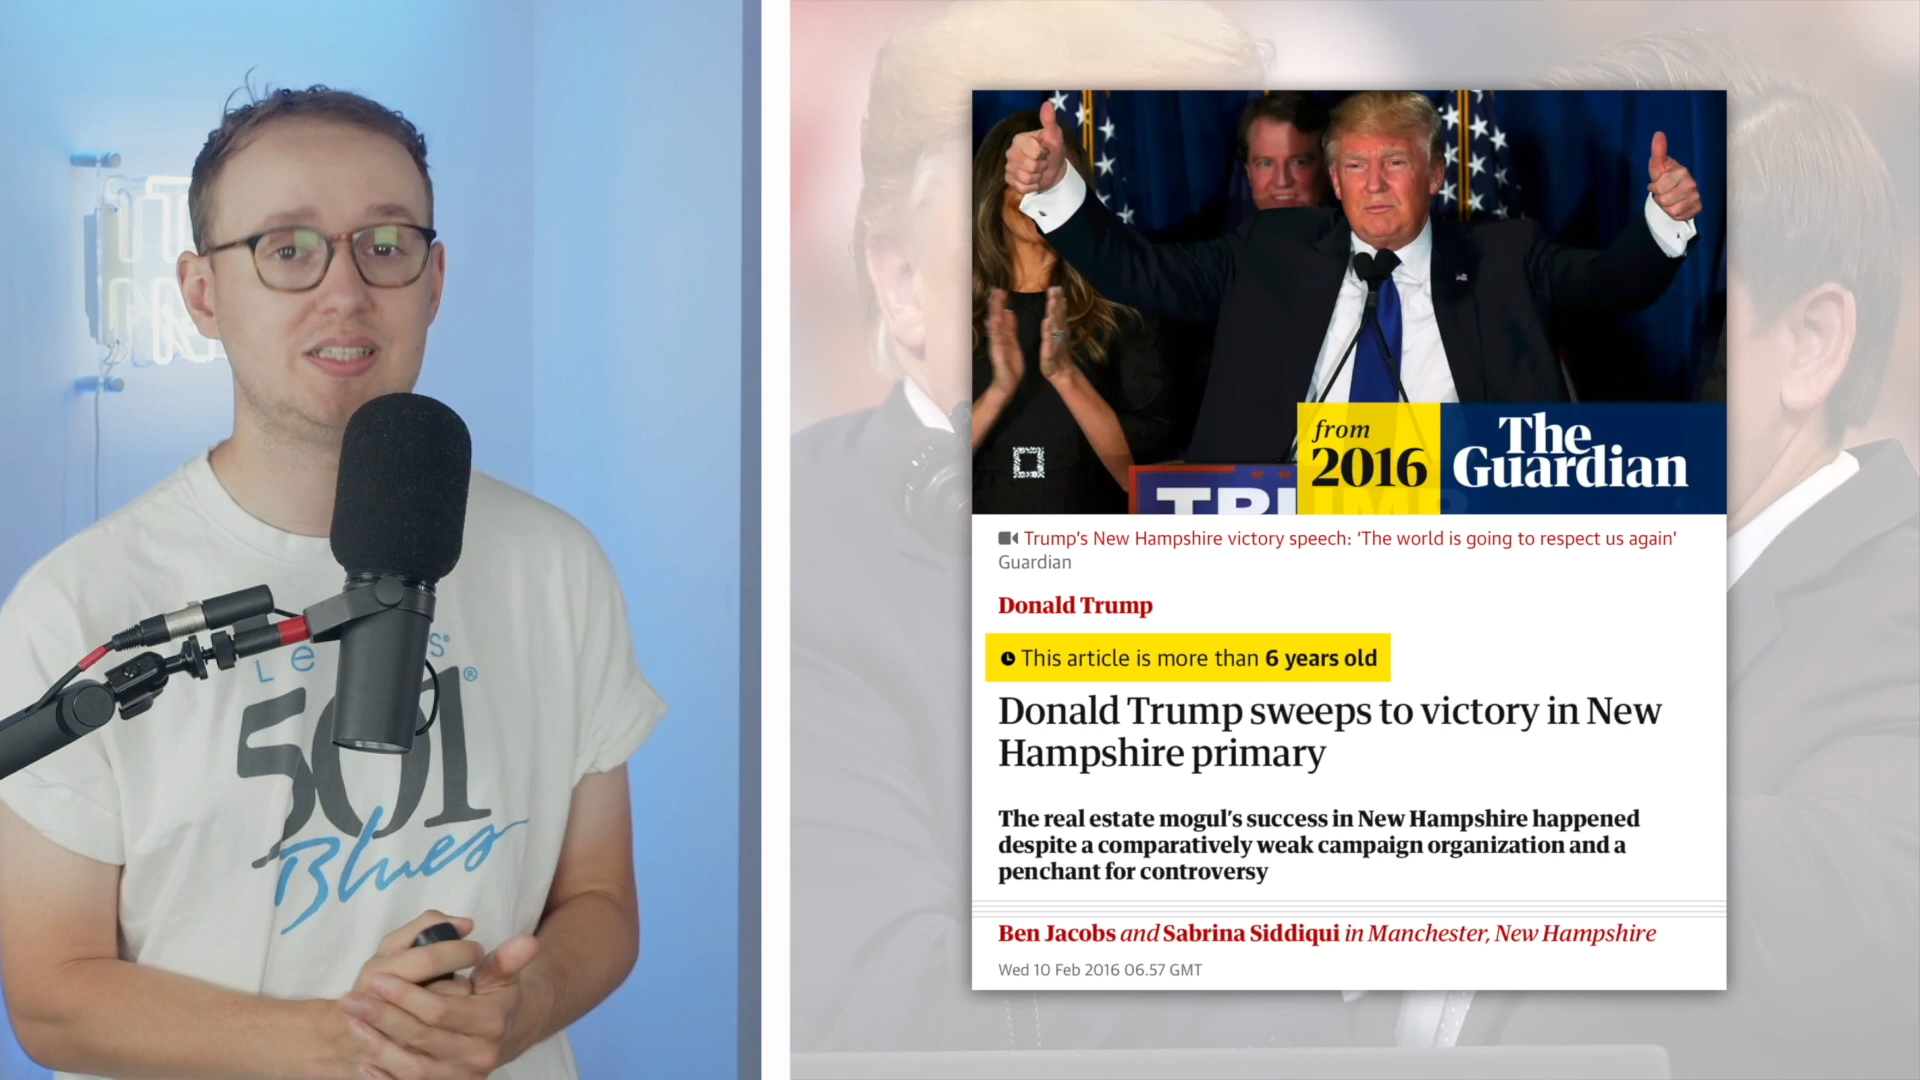 Le s®
501®
Blues
from
2016
The
Guardian
TRUMP
Trump's New Hampshire victory speech: ‘The world is going to respect us again’
Guardian
Donald Trump
This article is more than 6 years old
Donald Trump sweeps to victory in New
Hampshire primary
The real estate mogul’s success in New Hampshire happened
despite a comparatively weak campaign organization and a
penchant for controversy
Ben Jacobs and Sabrina Siddiqui in Manchester, New Hampshire
Wed 10 Feb 2016 06.57 GMT